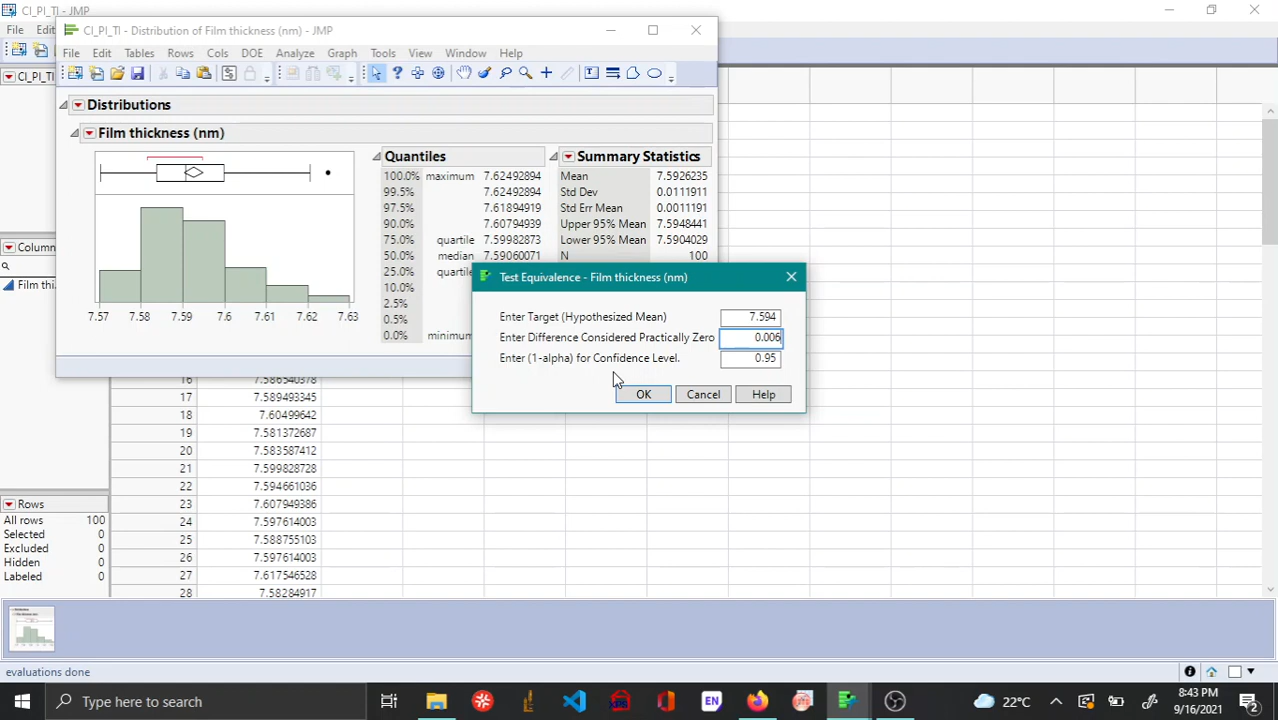 CI_PI_TI - JMP
File Edit
CI_PI_TI - Distribution of Film thickness (nm) - JMP
File Edit Tables Rows Cols DOE Analyze Graph Tools View Window Help
CI_PI_TI
Distributions
Film thickness (nm)
Quantiles
100.0% maximum 7.62492894
99.5% 7.62492894
97.5% 7.61894919
90.0% 7.60794939
75.0% quartile 7.59982873
50.0% median 7.59060071
25.0% quartile
10.0%
2.5%
0.5%
0.0% minimum
7.57 7.58 7.59 7.6 7.61 7.62 7.63
Summary Statistics
Mean 7.5926235
Std Dev 0.0111911
Std Err Mean 0.0011191
Upper 95% Mean 7.5948441
Lower 95% Mean 7.5904029
N 100
Test Equivalence - Film thickness (nm)
Enter Target (Hypothesized Mean) 7.594
Enter Difference Considered Practically Zero 0.006
Enter (1-alpha) for Confidence Level. 0.95
OK Cancel Help
Column
Film thi
16 7.586540378
17 7.589493345
18 7.60499642
19 7.581372687
20 7.583587412
21 7.599828728
22 7.594661036
23 7.607949386
24 7.597614003
25 7.588755103
26 7.597614003
27 7.617546528
28 7.58284917
Rows
All rows 100
Selected 0
Excluded 0
Hidden 0
Labeled 0
evaluations done
Type here to search
EN
22°C
8:43 PM
9/16/2021
2